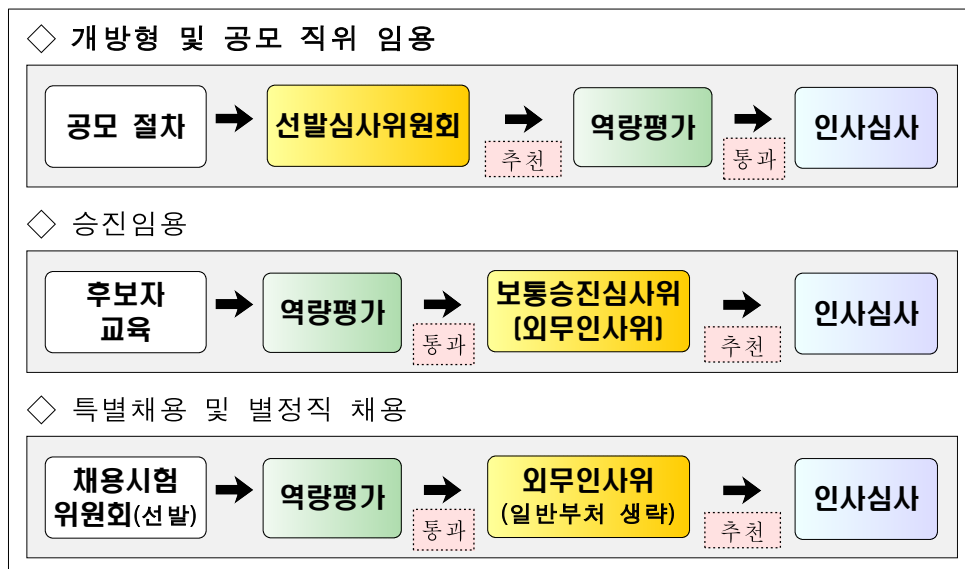 ◇ 개방형 및 공모 직위 임용
공모 절차
선발심사위원회
추천
역량평가
통과
인사심사
◇ 승진임용
후보자
교육
역량평가
통과
보통승진심사위
(외무인사위)
추천
인사심사
◇ 특별채용 및 별정직 채용
채용시험
위원회(선발)
역량평가
통과
외무인사위
(일반부처 생략)
추천
인사심사